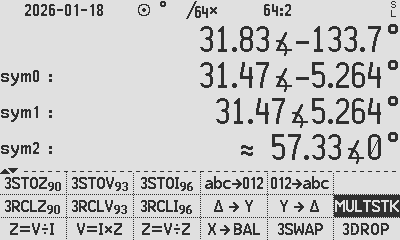 2026-01-18 ☉ ° /64× 64:2 S L
31.83∡-133.7°
sym0 : 31.47∡-5.264°
sym1 : 31.47∡5.264°
sym2 : ≈ 57.33∡0°
3STOZ90 3STOV93 3STOI96 abc→012 012→abc
3RCLZ90 3RCLV93 3RCLI96 Δ → Y Y → Δ MULTSTK
Z=V÷I V=I×Z Z=V÷Z X → BAL 3SWAP 3DROP